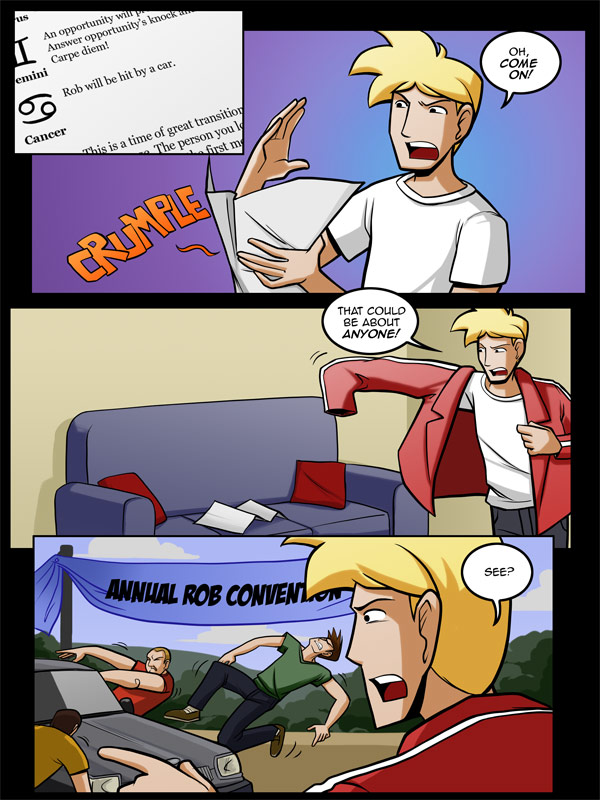 An opportunity will
Answer opportunity's knock
Carpe diem!
Rob will be hit by a car.
Cancer
This is a time of great transition
The person you
first
OH,
COME
ON!
CRUMPLE
THAT COULD
BE ABOUT
ANYONE!
ANNUAL ROB CONVENTION
SEE?